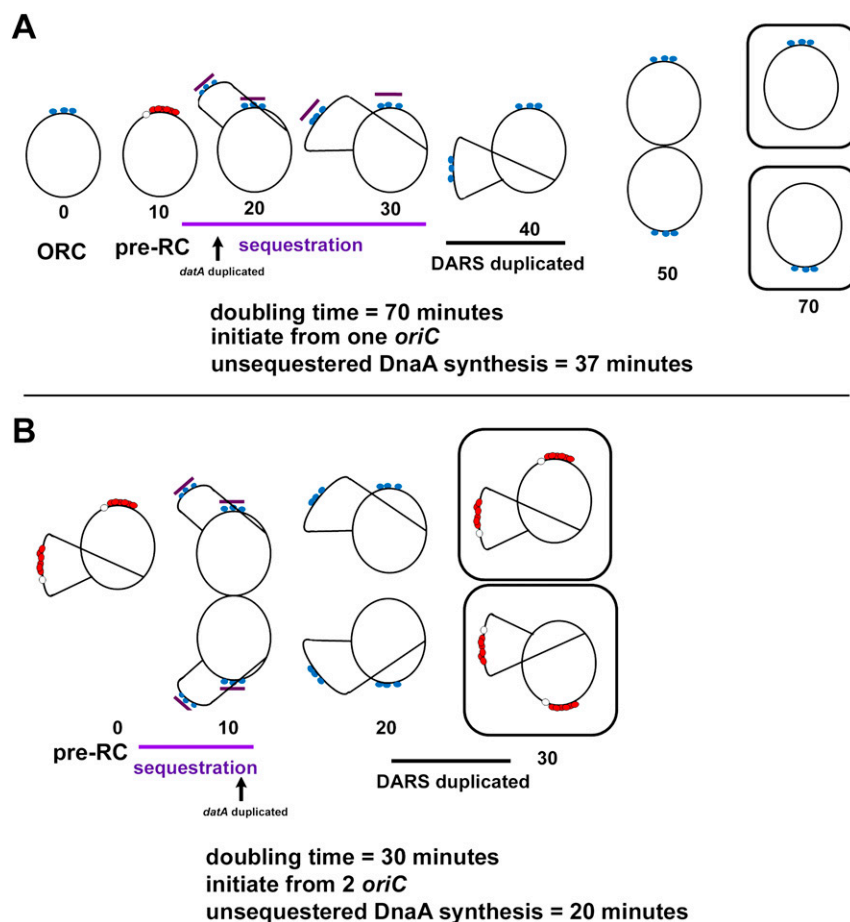 A
0
10
20
30
40
50
70
ORC
pre-RC
sequestration
datA duplicated
DARS duplicated
doubling time = 70 minutes
initiate from one oriC
unsequestered DnaA synthesis = 37 minutes
B
0
10
20
30
pre-RC
sequestration
datA duplicated
DARS duplicated
doubling time = 30 minutes
initiate from 2 oriC
unsequestered DnaA synthesis = 20 minutes